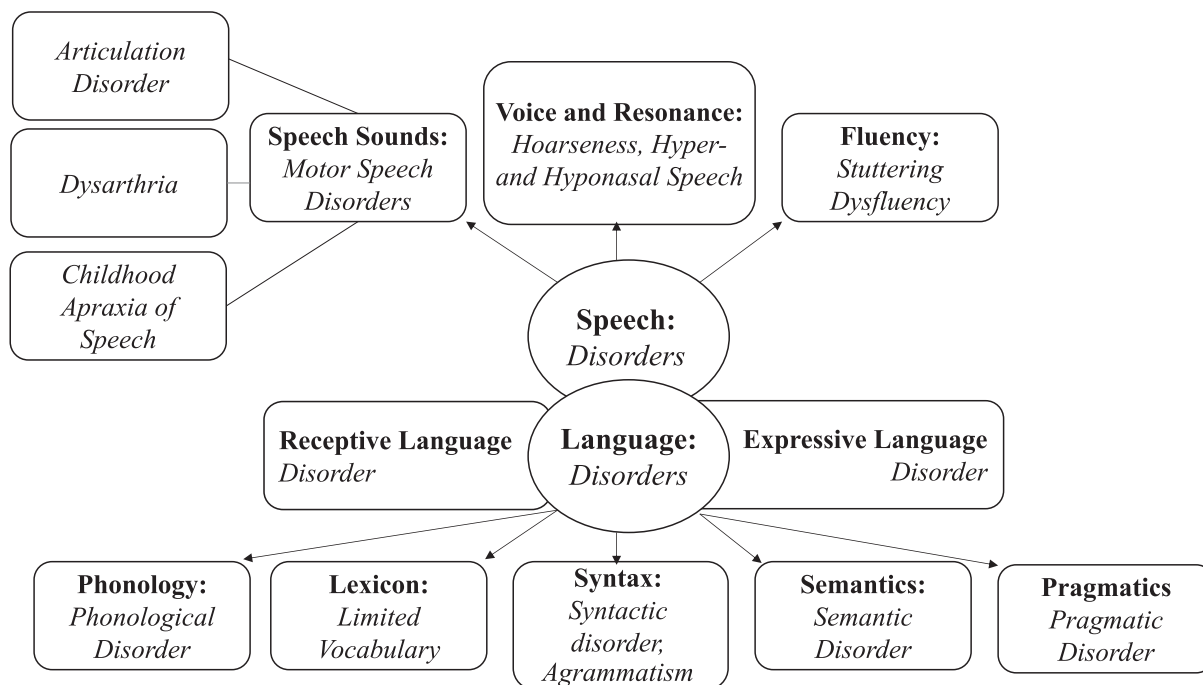 Articulation
Disorder
Dysarthria
Childhood
Apraxia of
Speech
Speech Sounds:
Motor Speech
Disorders
Voice and Resonance:
Hoarseness, Hyper-
and Hyponasal Speech
Fluency:
Stuttering
Dysfluency
Speech:
Disorders
Receptive Language
Disorder
Language:
Disorders
Expressive Language
Disorder
Phonology:
Phonological
Disorder
Lexicon:
Limited
Vocabulary
Syntax:
Syntactic
disorder,
Agrammatism
Semantics:
Semantic
Disorder
Pragmatics
Pragmatic
Disorder